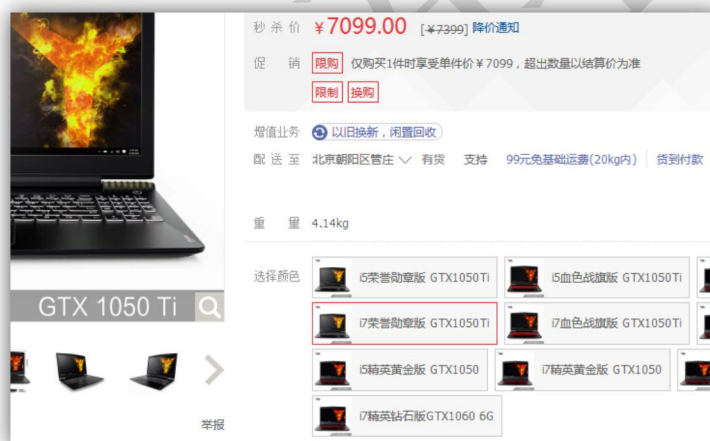 秒杀价 ￥7099.00 [￥7399] 降价通知
促销 限购 仅购买1件时享受单件价￥7099，超出数量以结算价为准
限制 换购
增值业务 以旧换新，闲置回收
配送至 北京朝阳区管庄 有货 支持 99元免基础运费(20kg内) 货到付款
重量 4.14kg
选择颜色 i5荣誉勋章版 GTX1050Ti i5血色战旗版 GTX1050Ti
GTX 1050 Ti
i7荣誉勋章版 GTX1050Ti i7血色战旗版 GTX1050Ti
i5精英黄金版 GTX1050 i7精英黄金版 GTX1050
i7精英钻石版GTX1060 6G
举报